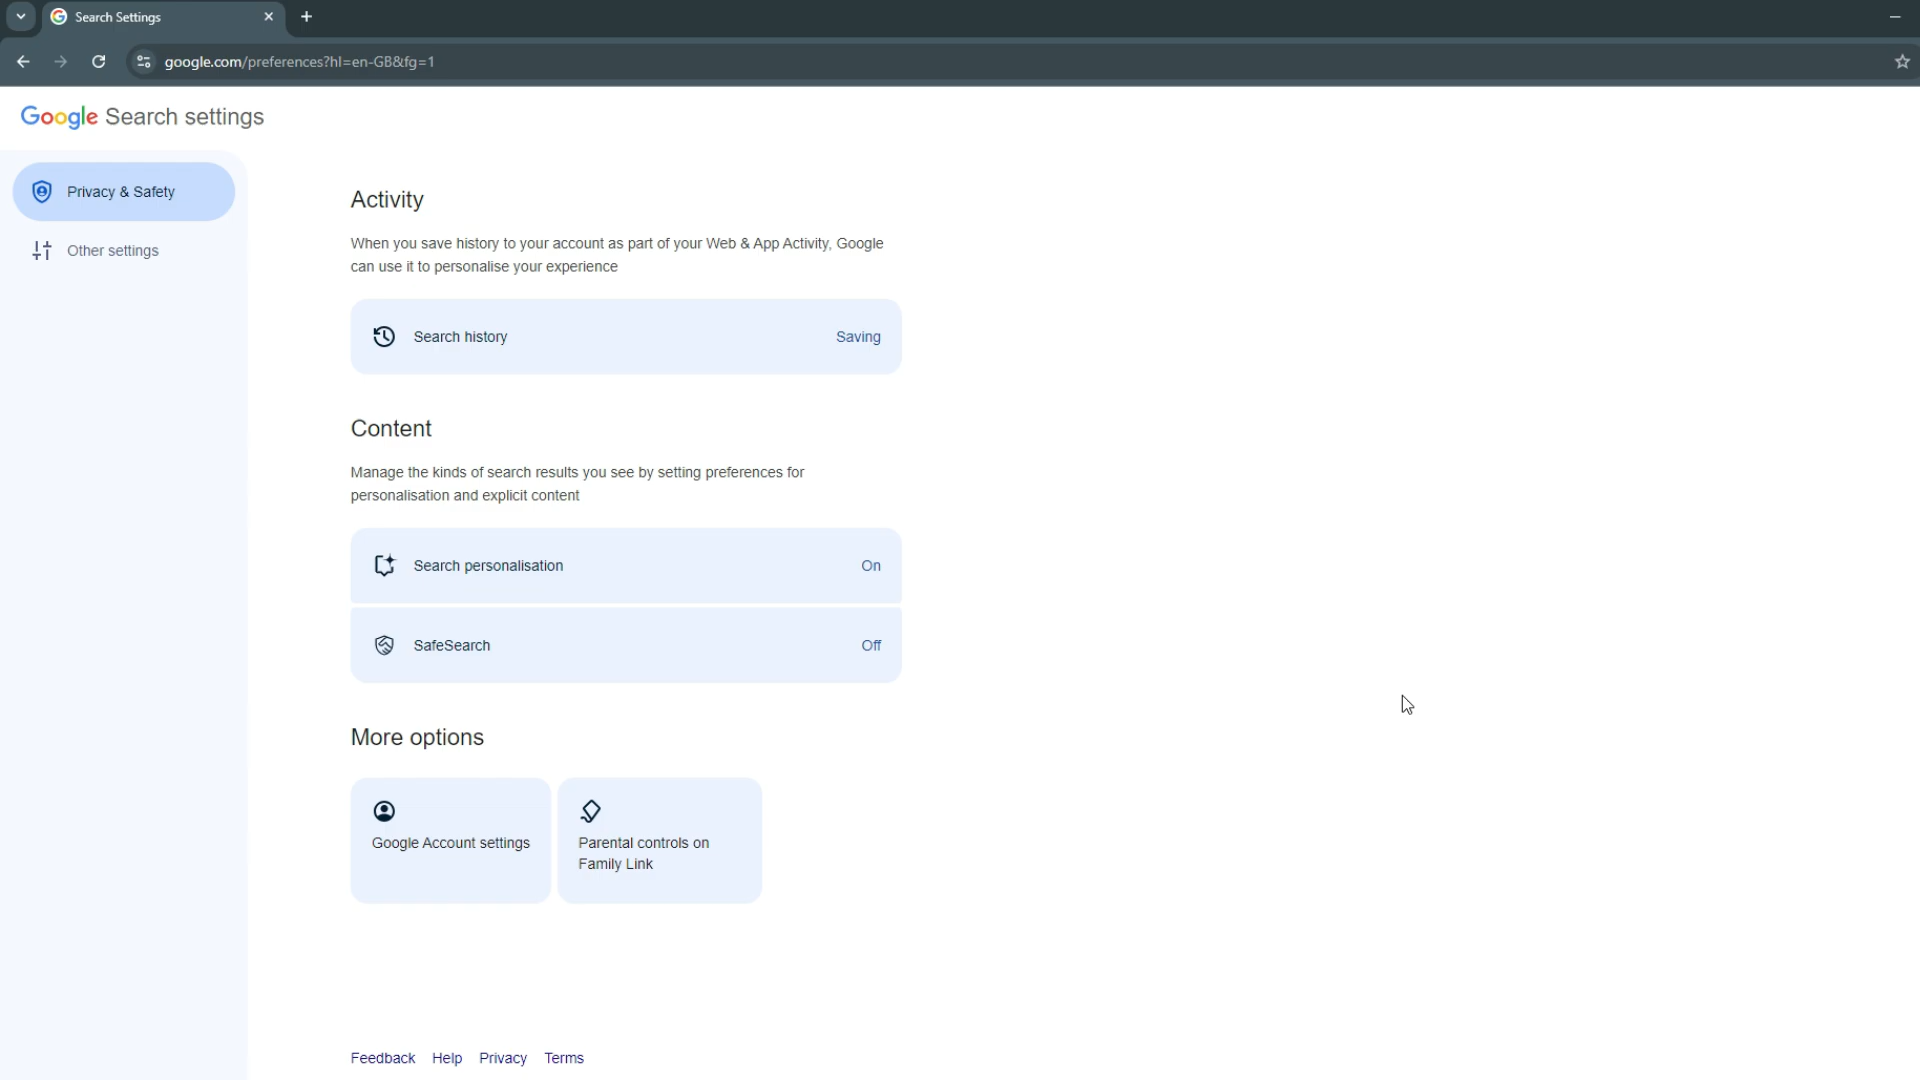 Search Settings
google.com/preferences?hl=en-GB&fg=1
Google Search settings
Privacy & Safety
Other settings
Activity
When you save history to your account as part of your Web & App Activity, Google
can use it to personalise your experience
Search history Saving
Content
Manage the kinds of search results you see by setting preferences for
personalisation and explicit content
Search personalisation On
SafeSearch Off
More options
Google Account settings
Parental controls on
Family Link
Feedback Help Privacy Terms